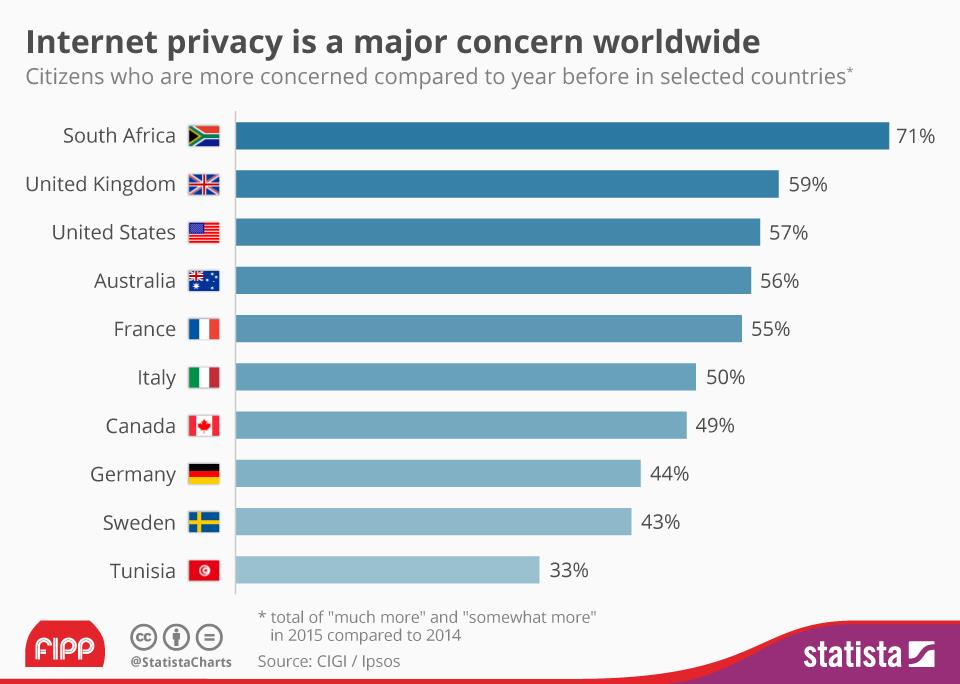 Internet privacy is a major concern worldwide
Citizens who are more concerned compared to year before in selected countries*
South Africa 71%
United Kingdom 59%
United States 57%
Australia 56%
France 55%
Italy 50%
Canada 49%
Germany 44%
Sweden 43%
Tunisia 33%
* total of "much more" and "somewhat more"
in 2015 compared to 2014
Source: CIGI / Ipsos
FIPP
cc
@StatistaCharts
statista